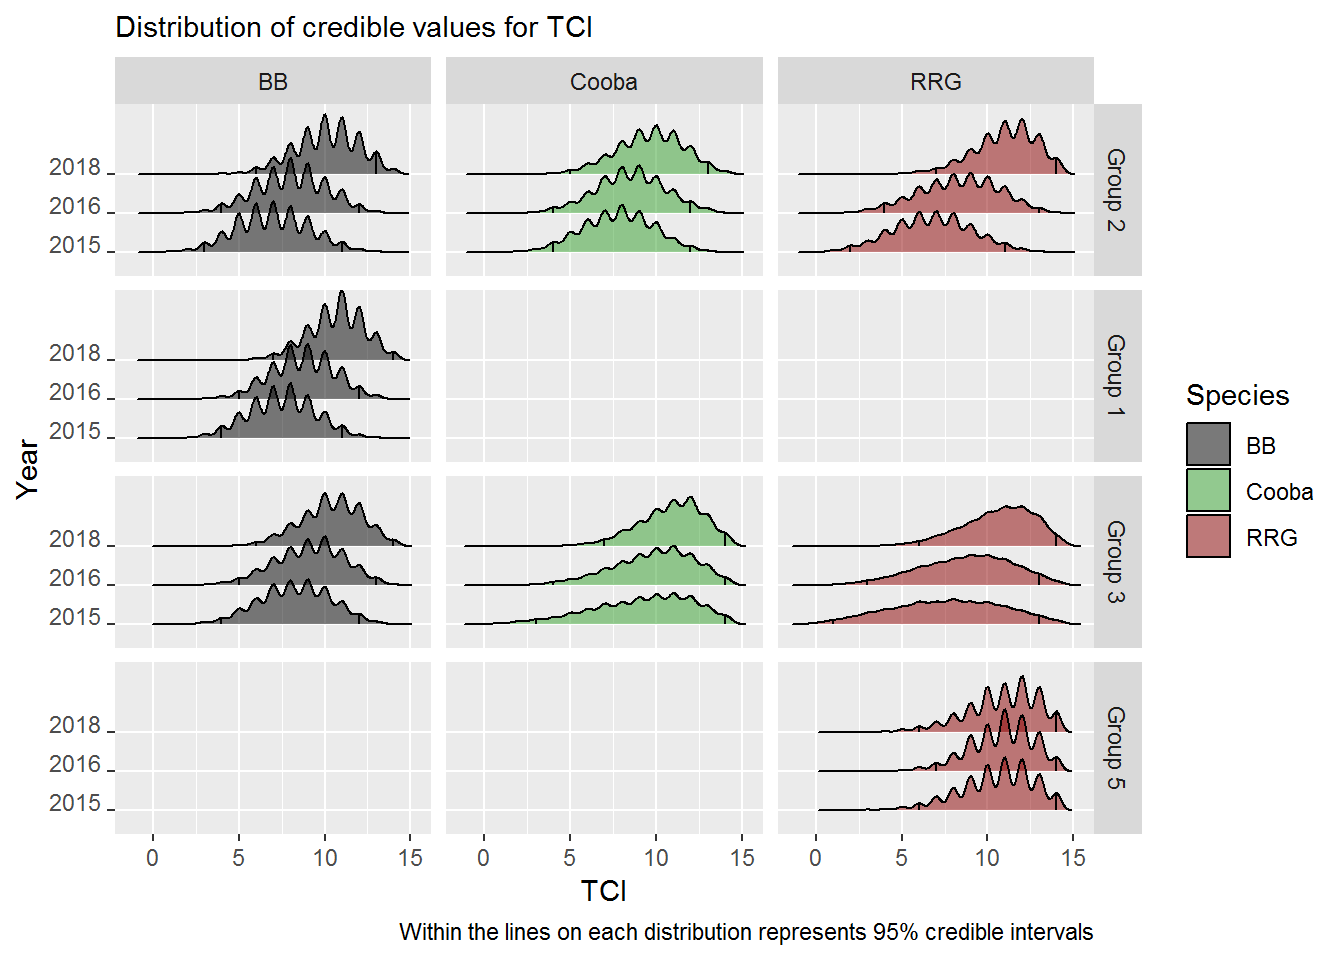 Distribution of credible values for TCI
BB
Cooba
RRG
2018
2016
2015
Group 2
2018
2016
2015
Group 1
2018
2016
2015
Group 3
2018
2016
2015
Group 5
Year
0 5 10 15
0 5 10 15
0 5 10 15
TCI
Within the lines on each distribution represents 95% credible intervals
Species
BB
Cooba
RRG